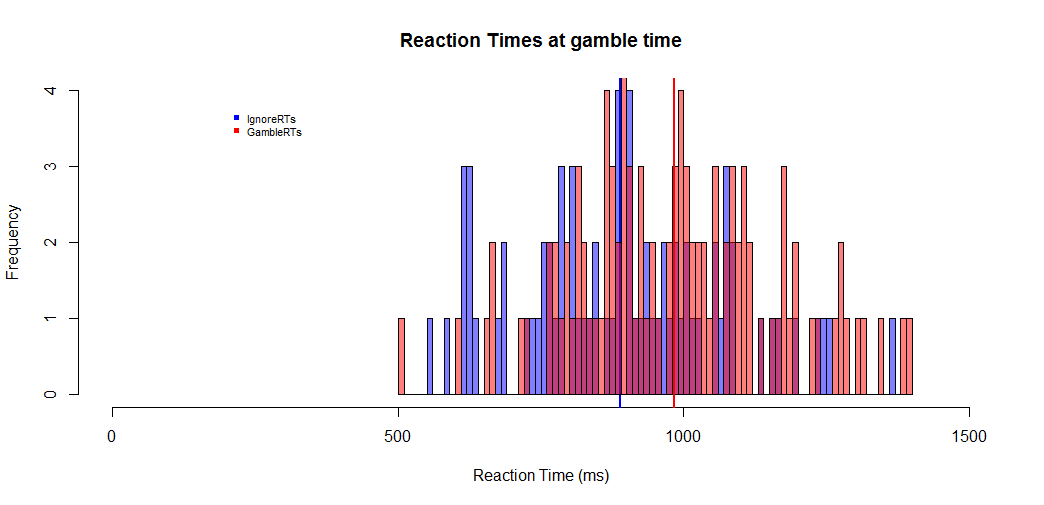 Reaction Times at gamble time
IgnoreRTs
GambleRTs
Frequency
4
3
2
1
0
0 500 1000 1500
Reaction Time (ms)